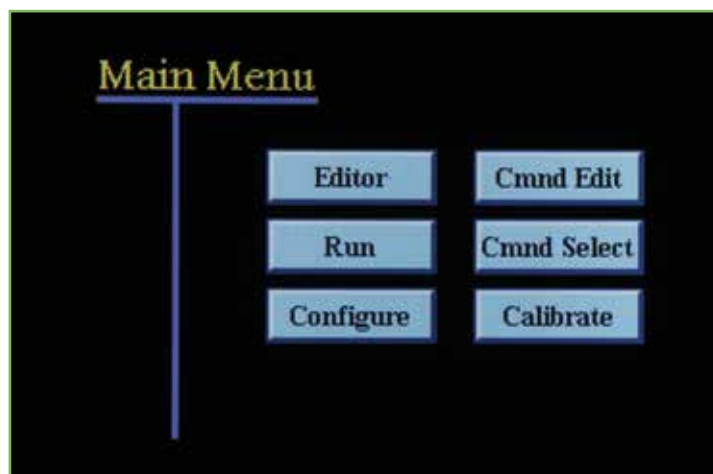 Main Menu
Editor
Cmnd Edit
Run
Cmnd Select
Configure
Calibrate